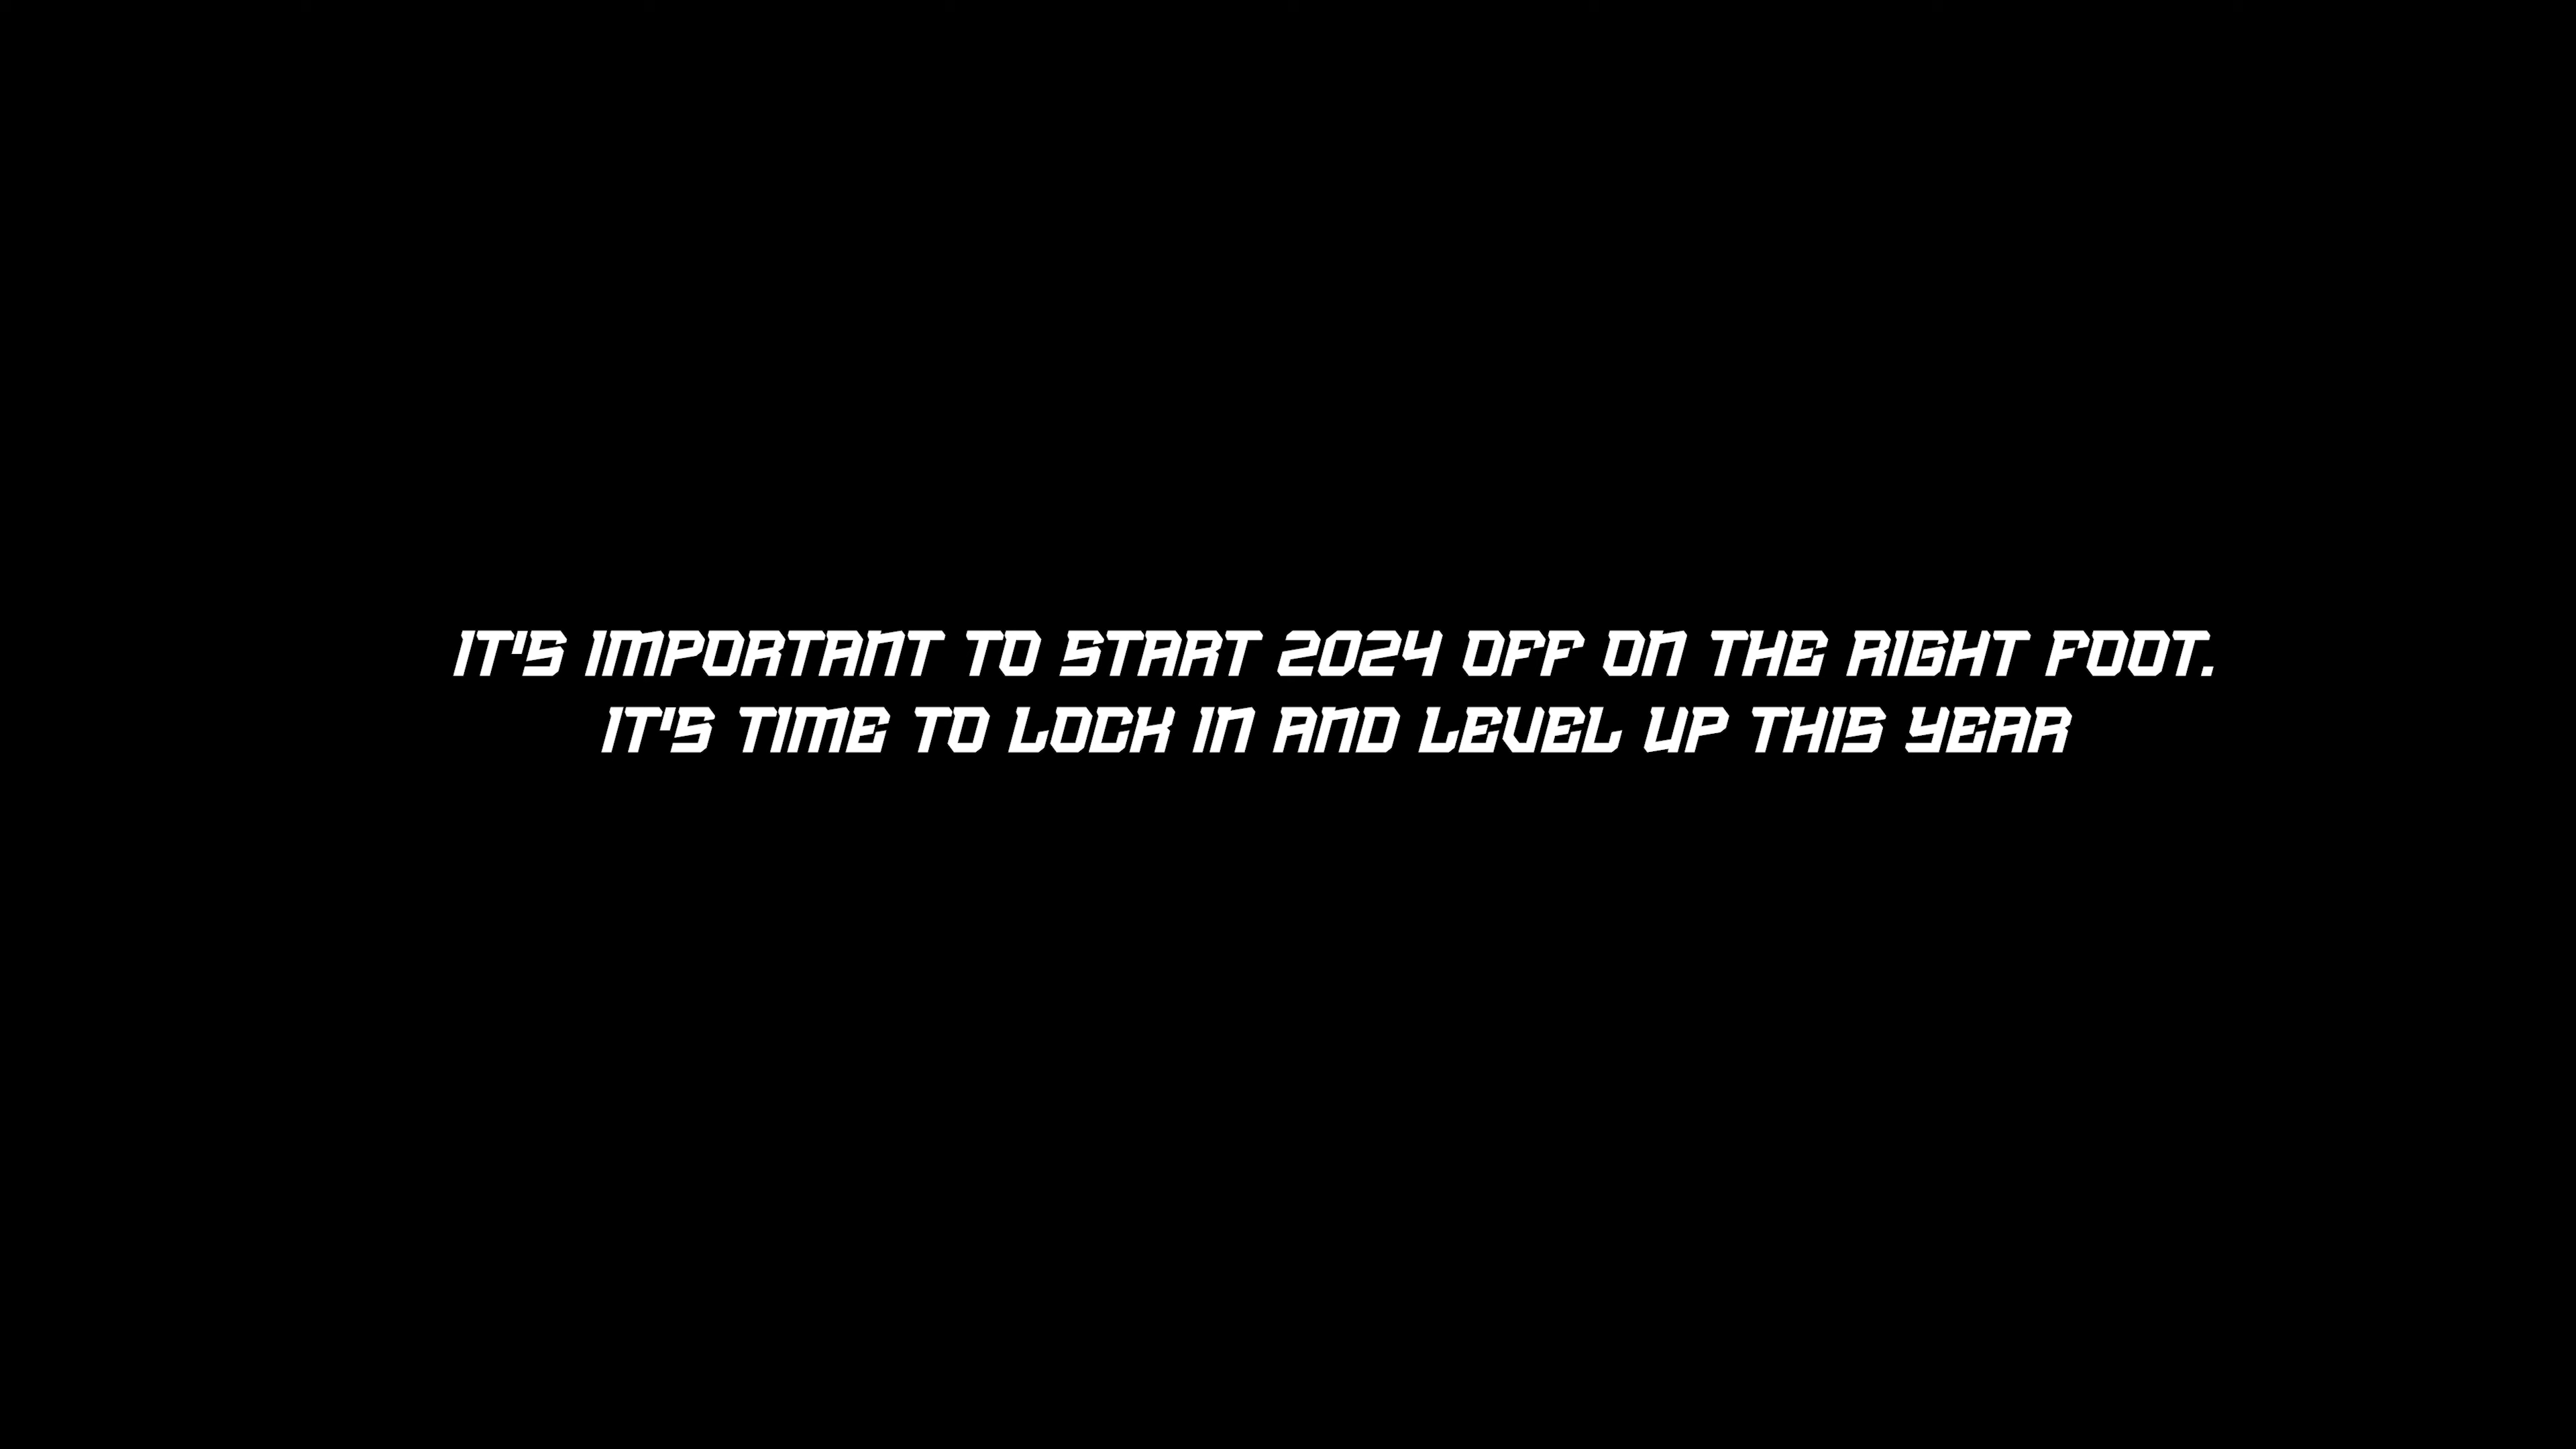 IT'S IMPORTANT TO START 2024 OFF ON THE RIGHT FOOT.
IT'S TIME TO LOCK IN AND LEVEL UP THIS YEAR